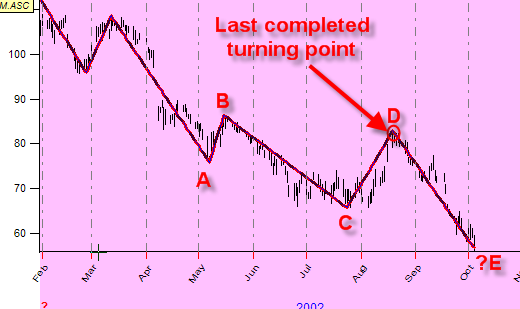 M.ASC
Last completed
turning point
110
100
90
80
70
60
A
B
C
D
?E
Feb
Mar
Apr
May
Jun
Jul
Aug
Sep
Oct
?
2002